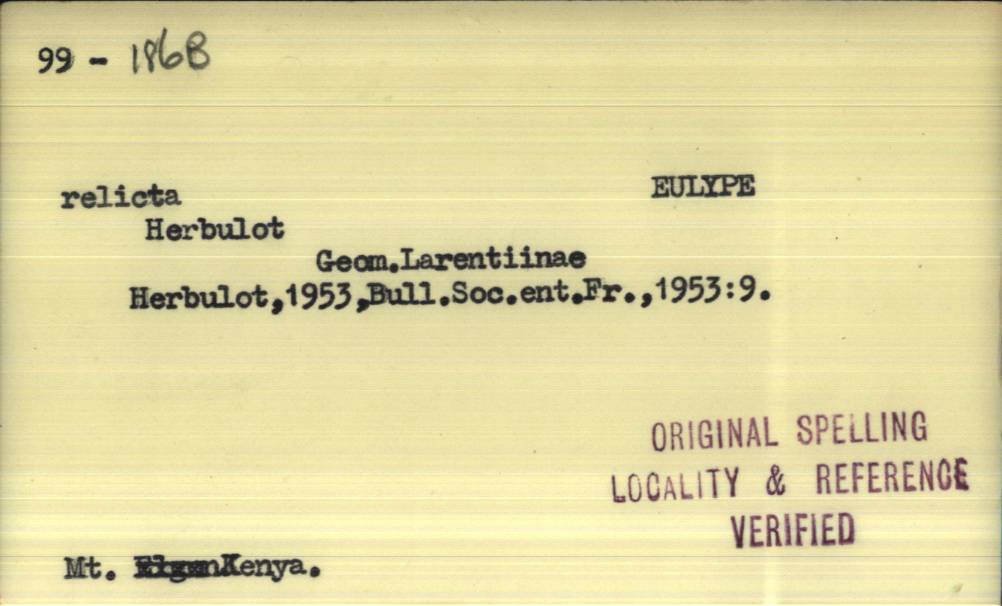 99 - 186B
relicta EULYPE
Herbulot
Geom.Larentiinae
Herbulot,1953,Bull.Soc.ent.Fr.,1953:9.
ORIGINAL SPELLING
LOCALITY & REFERENCE
VERIFIED
Mt. Kenya.